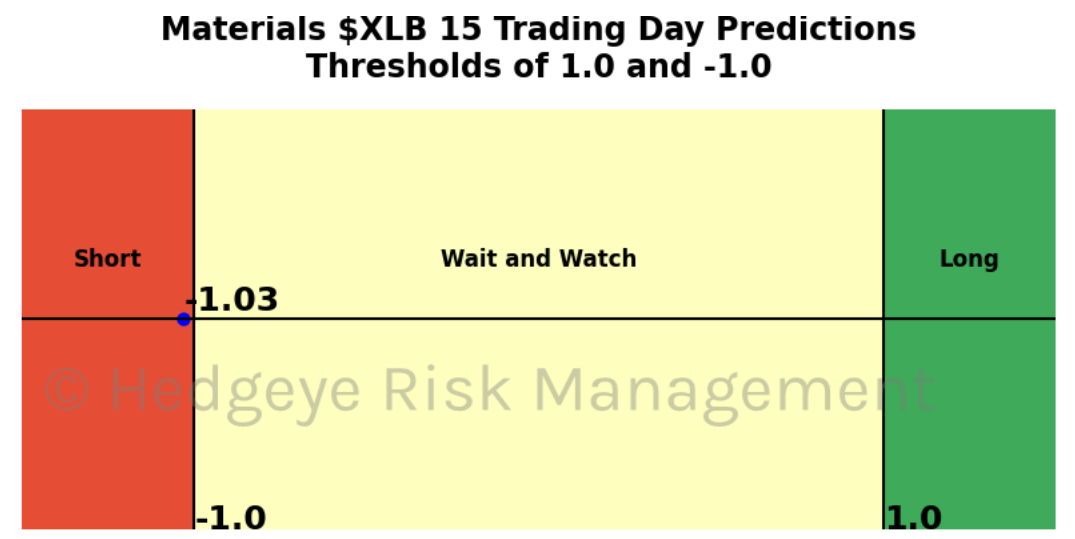 Materials $XLB 15 Trading Day Predictions
Thresholds of 1.0 and -1.0
Short Wait and Watch Long
-1.03
© Hedgeye Risk Management
-1.0 1.0